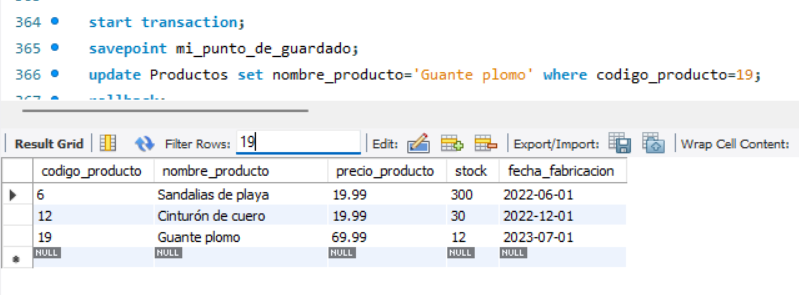 364 start transaction;
365 savepoint mi_punto_de_guardado;
366 update Productos set nombre_producto='Guante plomo' where codigo_producto=19;
Result Grid Filter Rows: 19 Edit: Export/Import: Wrap Cell Content:
codigo_producto nombre_producto precio_producto stock fecha_fabricacion
6 Sandalias de playa 19.99 300 2022-06-01
12 Cinturón de cuero 19.99 30 2022-12-01
19 Guante plomo 69.99 12 2023-07-01
NULL NULL NULL NULL NULL